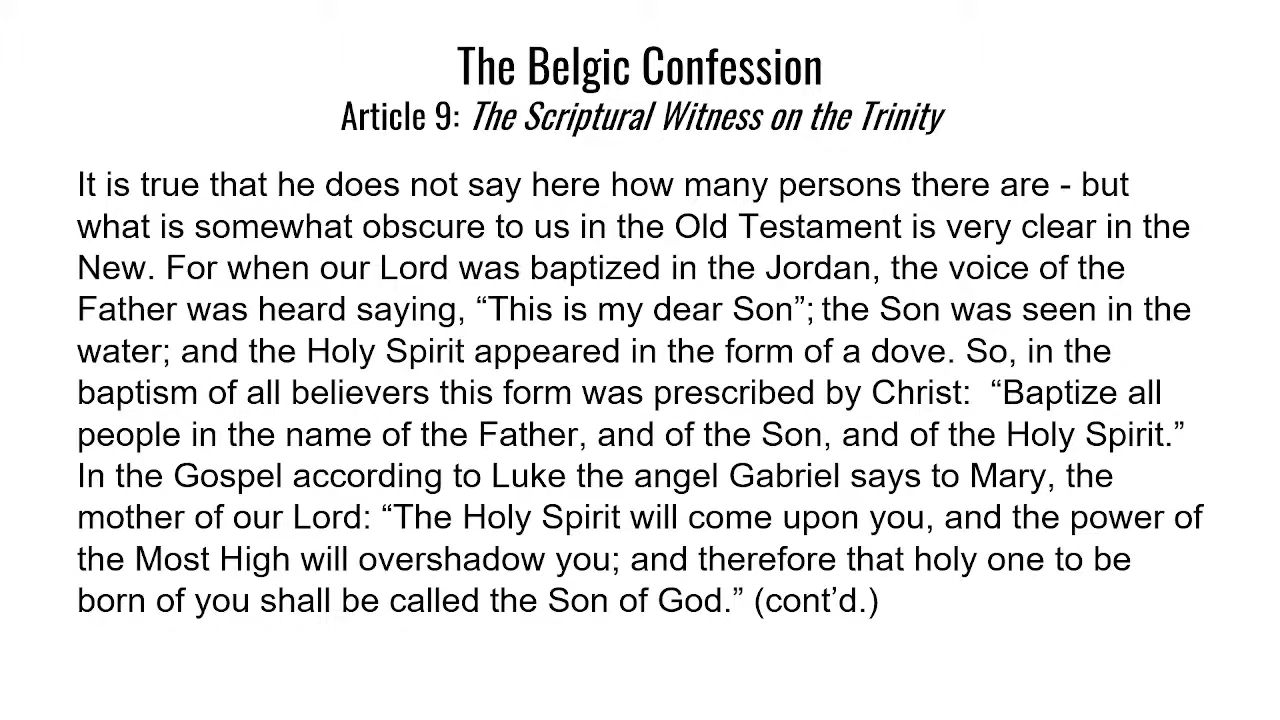 The Belgic Confession
Article 9: The Scriptural Witness on the Trinity
It is true that he does not say here how many persons there are - but
what is somewhat obscure to us in the Old Testament is very clear in the
New. For when our Lord was baptized in the Jordan, the voice of the
Father was heard saying, “This is my dear Son”; the Son was seen in the
water; and the Holy Spirit appeared in the form of a dove. So, in the
baptism of all believers this form was prescribed by Christ:  “Baptize all
people in the name of the Father, and of the Son, and of the Holy Spirit.”
In the Gospel according to Luke the angel Gabriel says to Mary, the
mother of our Lord: “The Holy Spirit will come upon you, and the power of
the Most High will overshadow you; and therefore that holy one to be
born of you shall be called the Son of God.” (cont’d.)